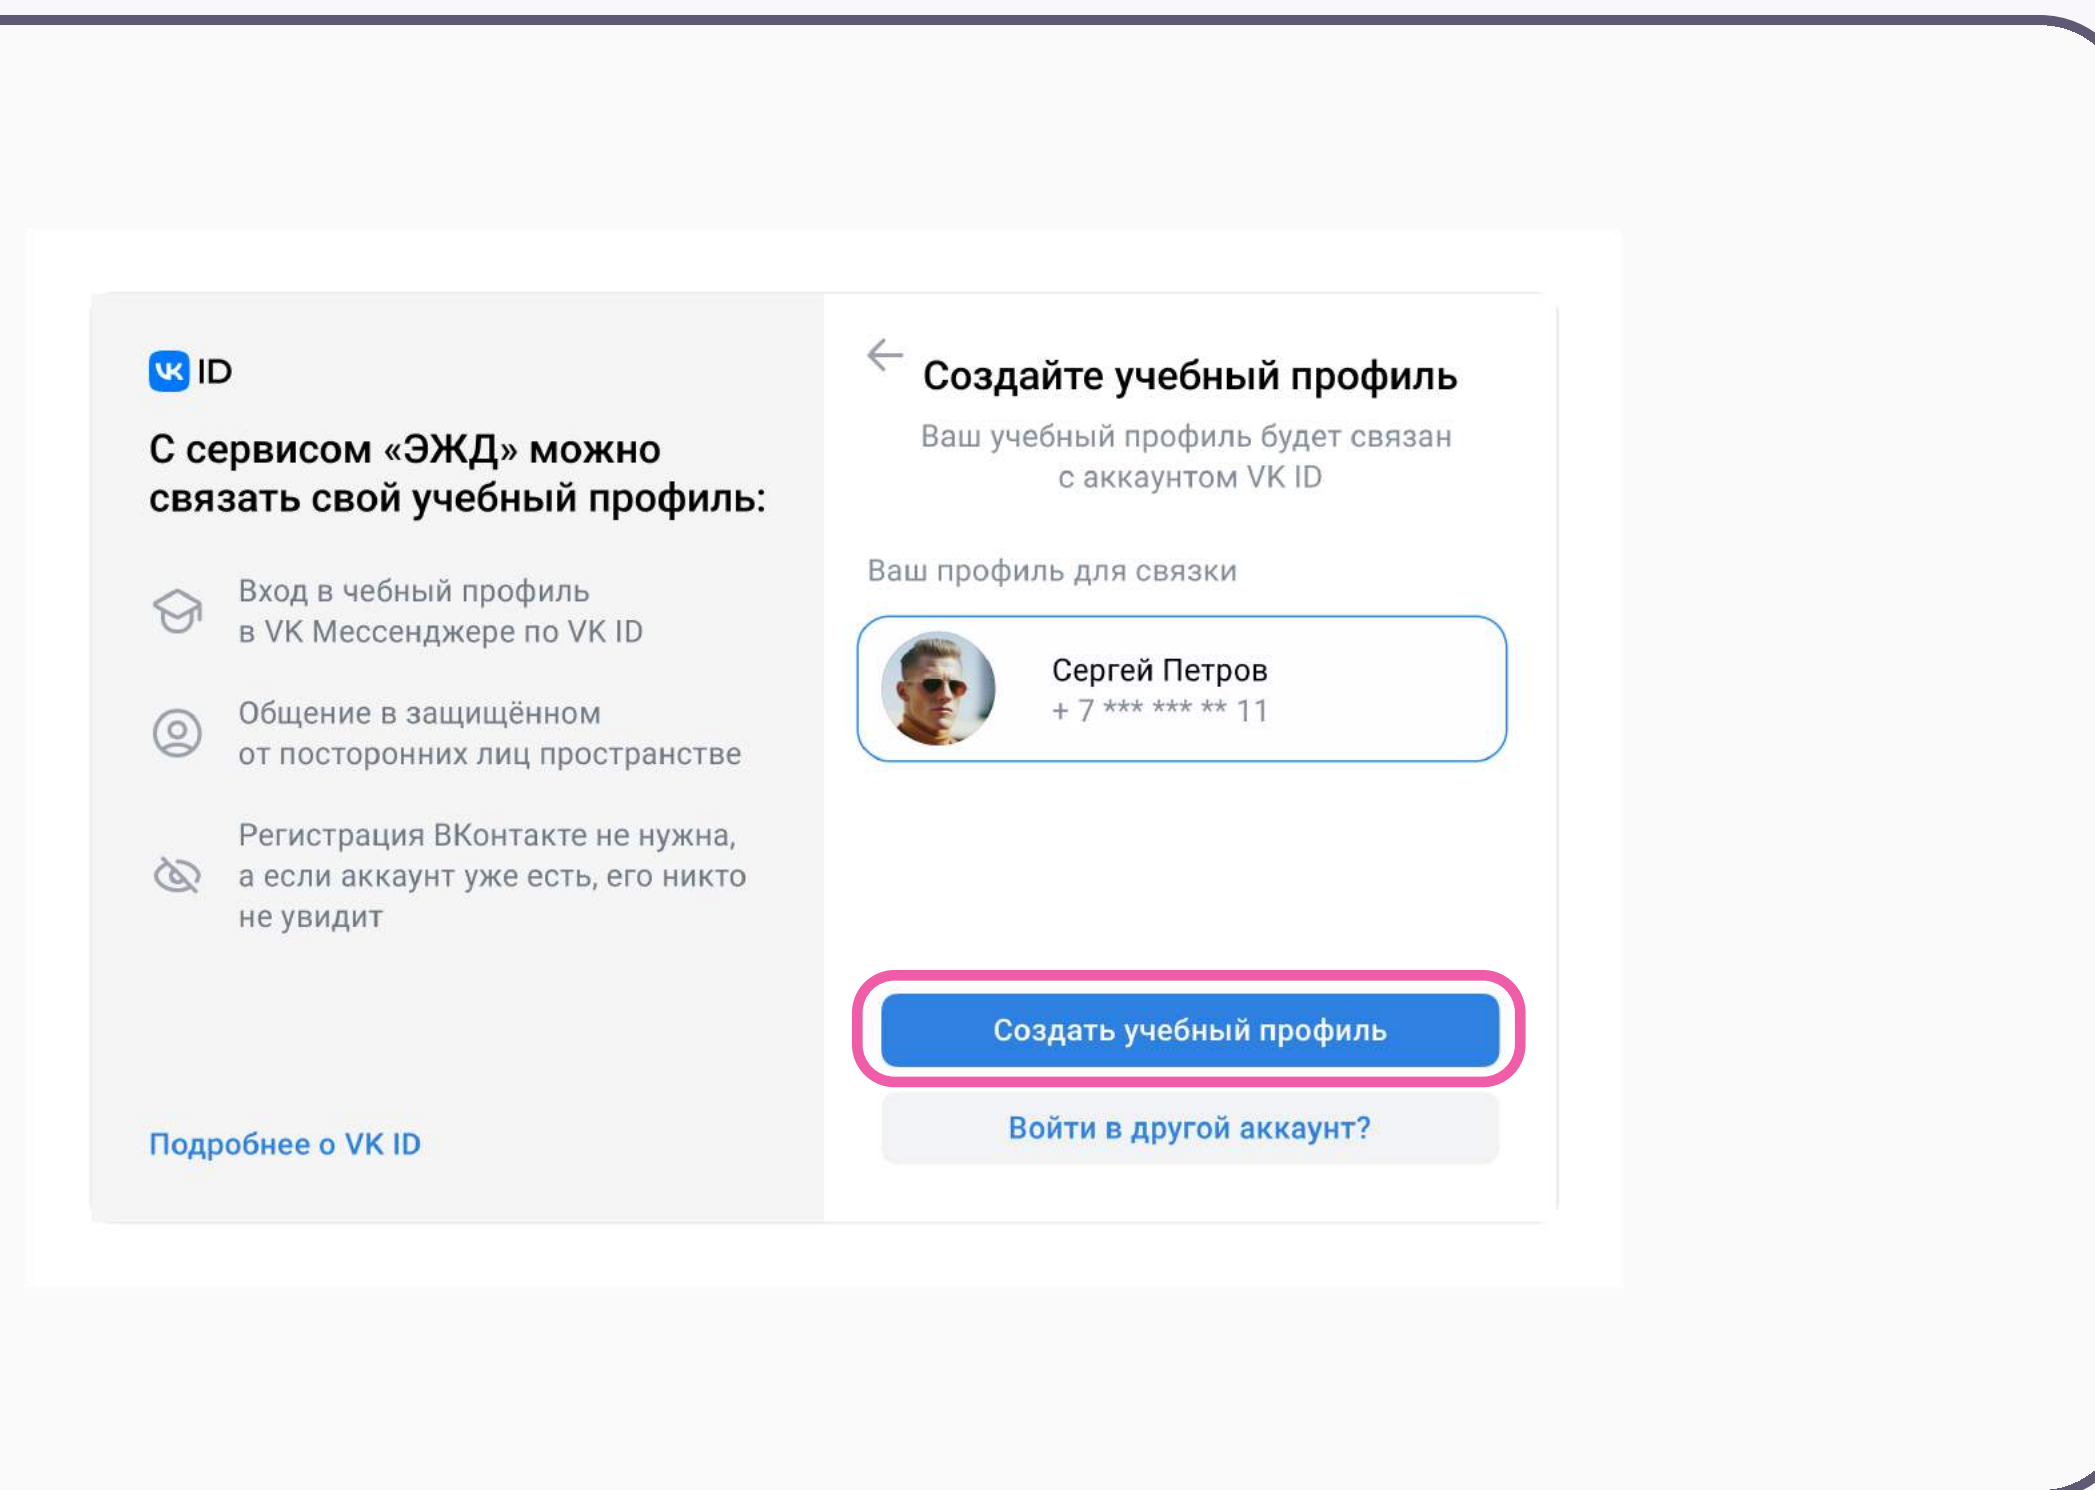 VK ID
С сервисом «ЭЖД» можно
связать свой учебный профиль:
Вход в чебный профиль
в VK Мессенджере по VK ID
Общение в защищённом
от посторонних лиц пространстве
Регистрация ВКонтакте не нужна,
а если аккаунт уже есть, его никто
не увидит
Подробнее о VK ID
Создайте учебный профиль
Ваш учебный профиль будет связан
с аккаунтом VK ID
Ваш профиль для связки
Сергей Петров
+ 7 *** *** ** 11
Создать учебный профиль
Войти в другой аккаунт?